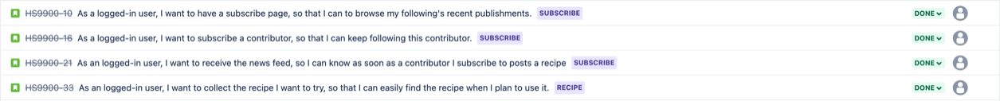 HS9900-10 As a logged-in user, I want to have a subscribe page, so that I can to browse my following's recent publishments. SUBSCRIBE DONE
HS9900-16 As a logged-in user, I want to subscribe a contributor, so that I can keep following this contributor. SUBSCRIBE DONE
HS9900-21 As an logged-in user, I want to receive the news feed, so I can know as soon as a contributor I subscribe to posts a recipe SUBSCRIBE DONE
HS9900-33 As an logged-in user, I want to collect the recipe I want to try, so that I can easily find the recipe when I plan to use it. RECIPE DONE